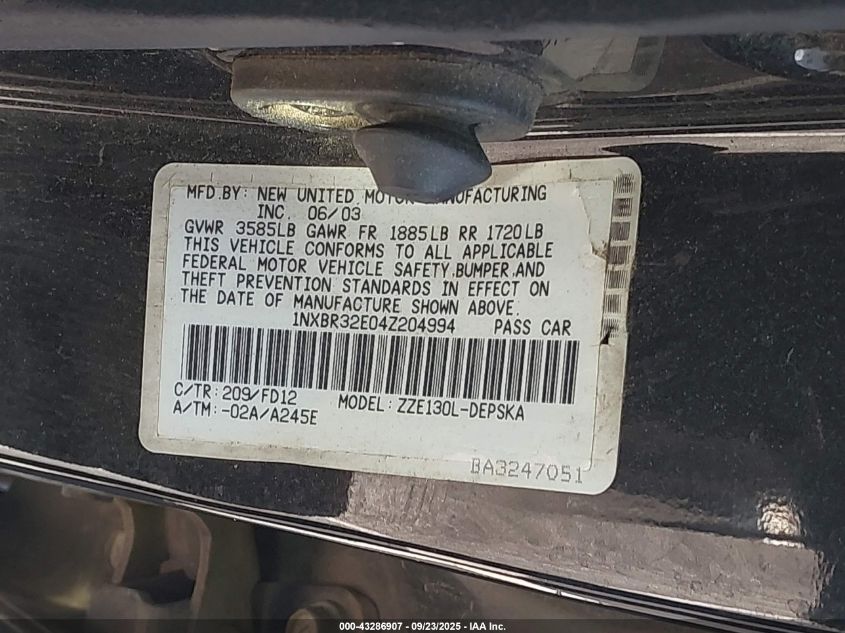 MFD.BY: NEW UNITED MOTOR MANUFACTURING
INC. 06/03
GVWR 3585LB GAWR FR 1885LB RR 1720LB
THIS VEHICLE CONFORMS TO ALL APPLICABLE
FEDERAL MOTOR VEHICLE SAFETY,BUMPER,AND
THEFT PREVENTION STANDARDS IN EFFECT ON
THE DATE OF MANUFACTURE SHOWN ABOVE.
1NXBR32E04Z204994 PASS CAR
C/TR: 209/FD12 MODEL: ZZE130L-DEPSKA
A/TM: -02A/A245E
BA3247051
000-43286907 - 09/23/2025 - IAA Inc.